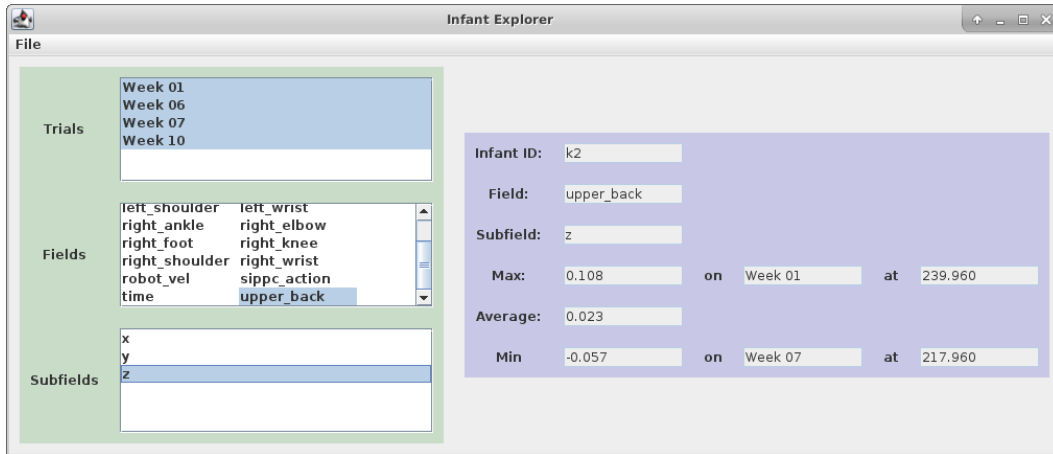 Infant Explorer
File
Trials
Week 01
Week 06
Week 07
Week 10
Fields
left_shoulder left_wrist
right_ankle right_elbow
right_foot right_knee
right_shoulder right_wrist
robot_vel sippc_action
time upper_back
Subfields
x
y
z
Infant ID: k2
Field: upper_back
Subfield: z
Max: 0.108 on Week 01 at 239.960
Average: 0.023
Min -0.057 on Week 07 at 217.960